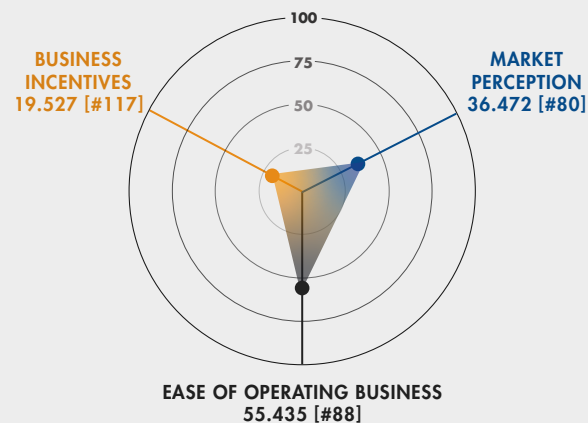 100
75
50
25
BUSINESS
INCENTIVES
19.527 [#117]
MARKET
PERCEPTION
36.472 [#80]
EASE OF OPERATING BUSINESS
55.435 [#88]